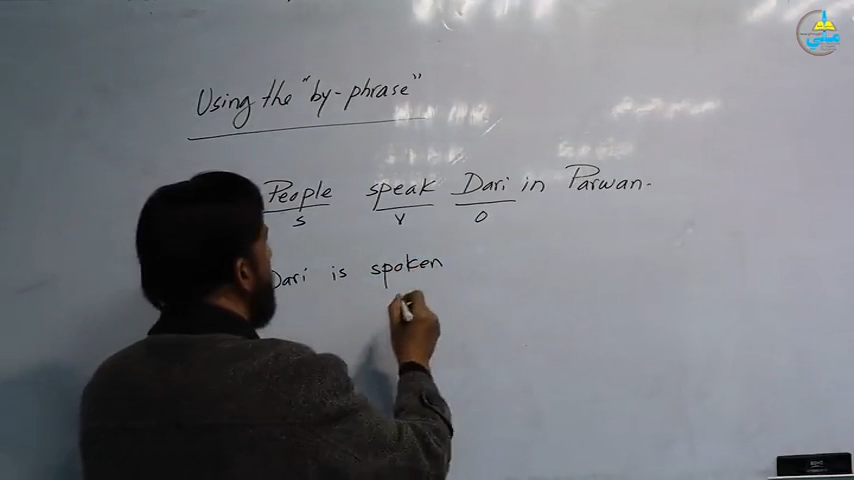 Using the "by-phrase"
People speak Dari in Parwan.
S V O
Dari is spoken